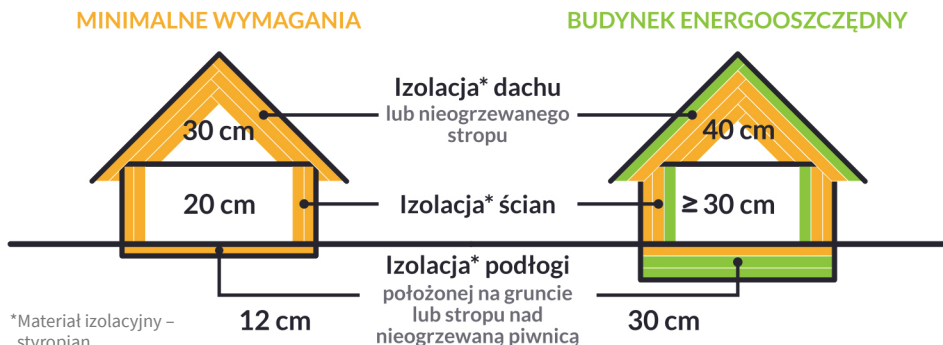 MINIMALNE WYMAGANIA
BUDYNEK ENERGOOSZCZĘDNY
Izolacja* dachu
lub nieogrzewanego
stropu
30 cm
40 cm
20 cm
Izolacja* ścian
≥ 30 cm
Izolacja* podłogi
położonej na gruncie
lub stropu nad
nieogrzewaną piwnicą
12 cm
30 cm
*Materiał izolacyjny –
styropian